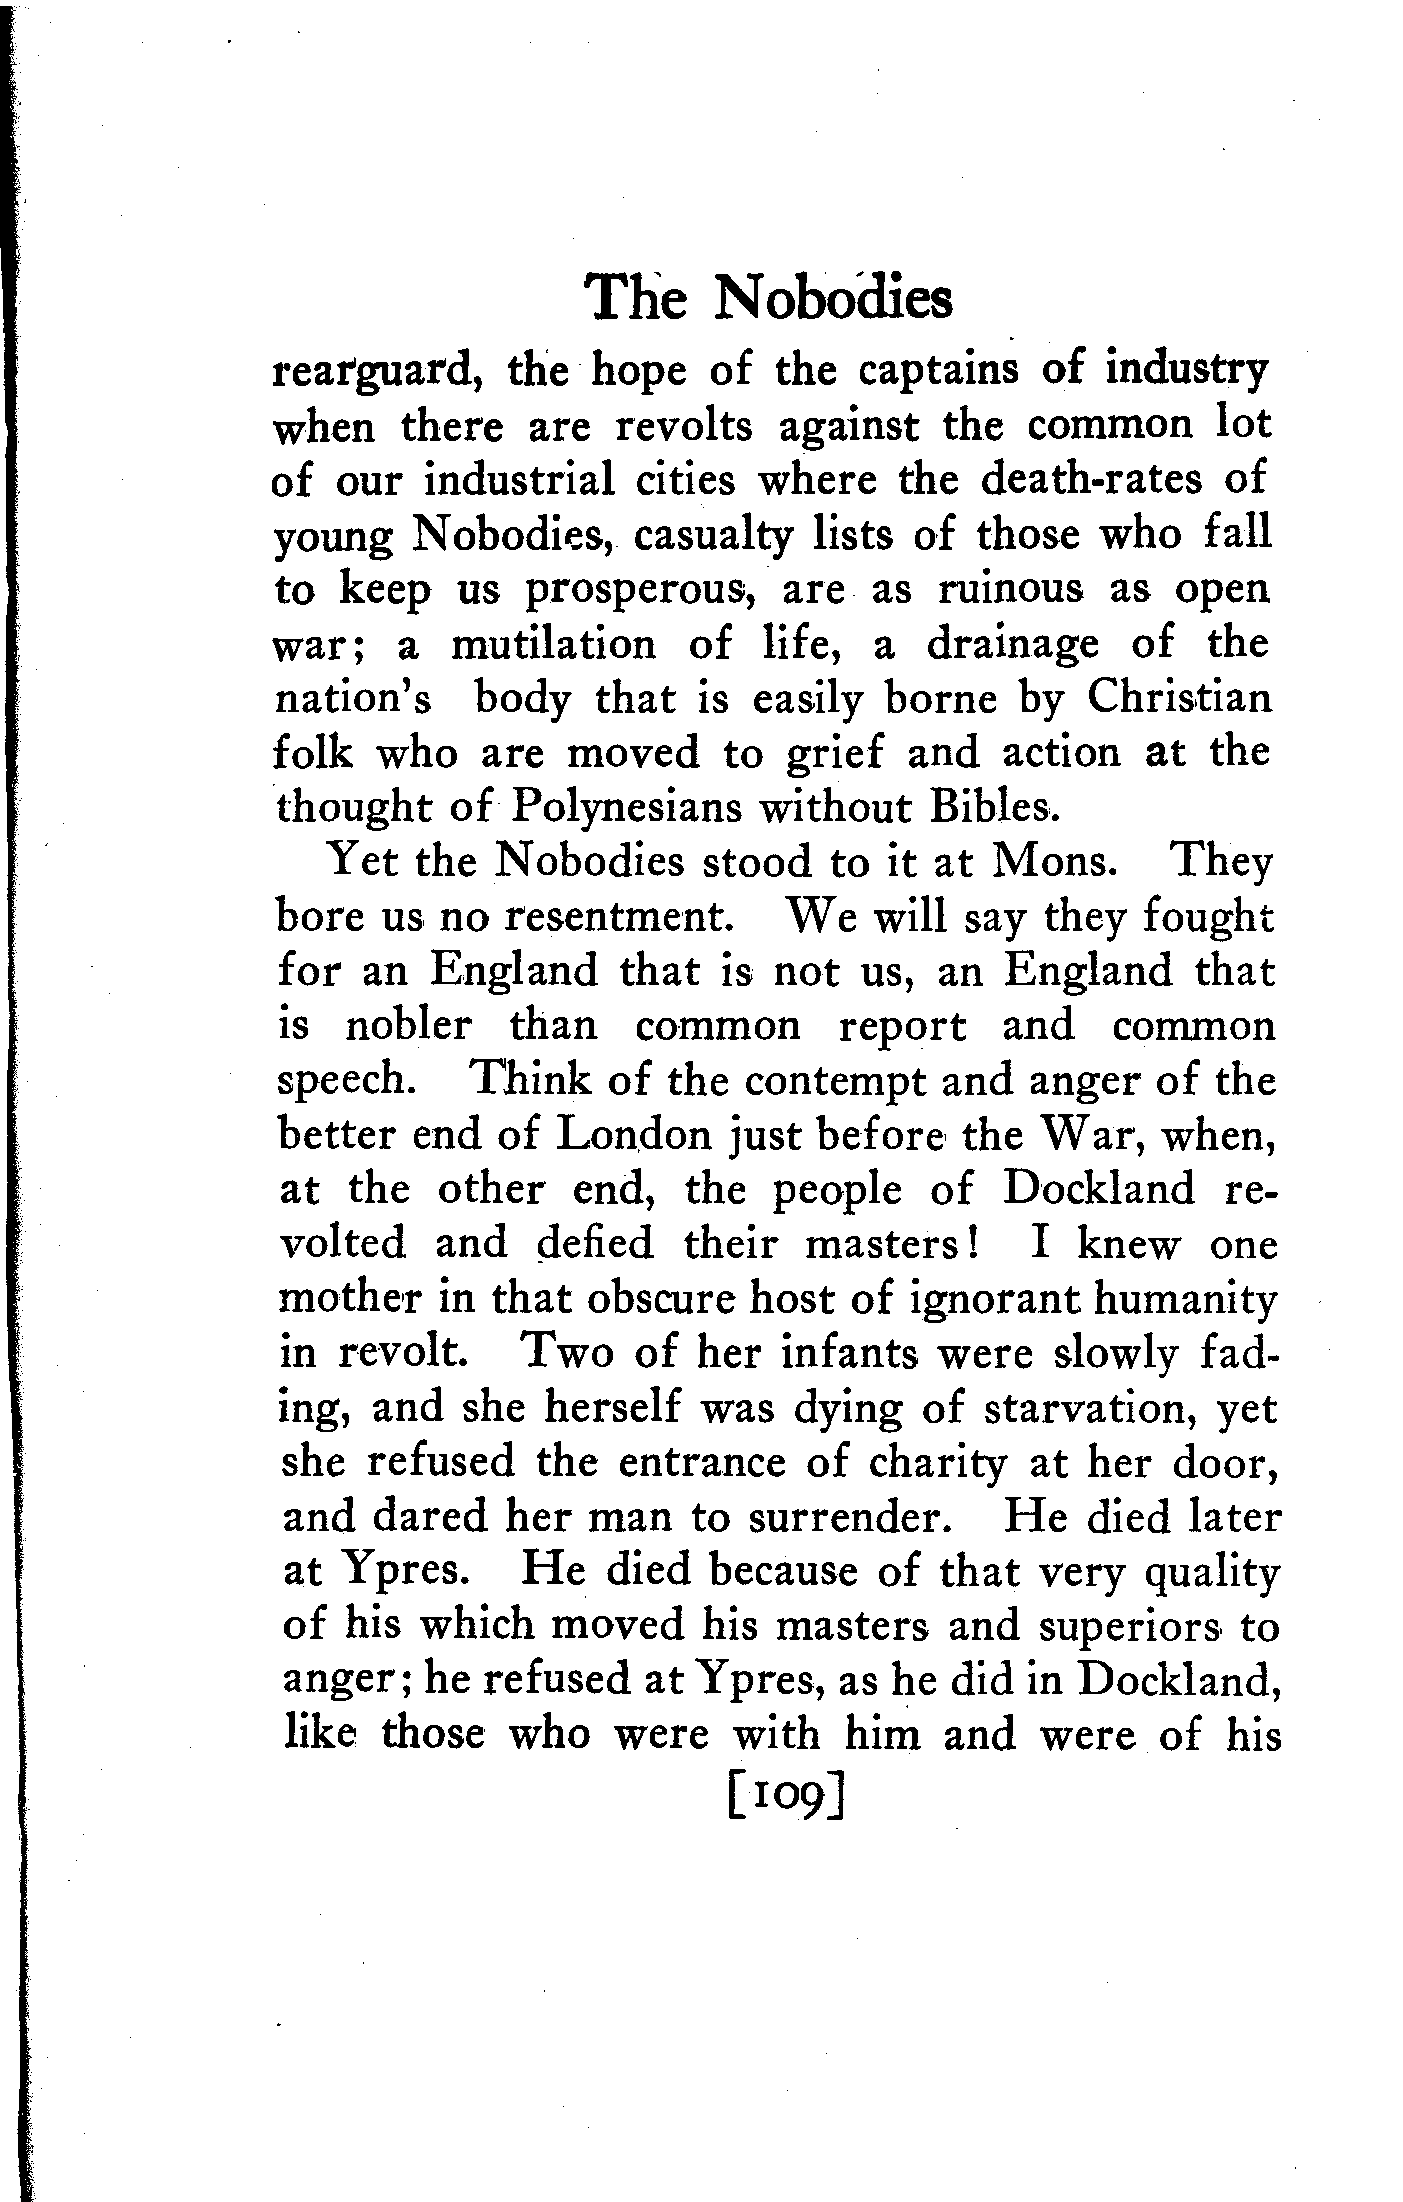 The Nobodies
rearguard, the hope of the captains of industry
when there are revolts against the common lot
of our industrial cities where the death-rates of
young Nobodies, casualty lists of those who fall
to keep us prosperous, are as ruinous as open
war; a mutilation of life, a drainage of the
nation's body that is easily borne by Christian
folk who are moved to grief and action at the
thought of Polynesians without Bibles.
Yet the Nobodies stood to it at Mons. They
bore us no resentment. We will say they fought
for an England that is not us, an England that
is nobler than common report and common
speech. Think of the contempt and anger of the
better end of London just before the War, when,
at the other end, the people of Dockland re-
volted and defied their masters! I knew one
mother in that obscure host of ignorant humanity
in revolt. Two of her infants were slowly fad-
ing, and she herself was dying of starvation, yet
she refused the entrance of charity at her door,
and dared her man to surrender. He died later
at Ypres. He died because of that very quality
of his which moved his masters and superiors to
anger; he refused at Ypres, as he did in Dockland,
like those who were with him and were of his
[109]